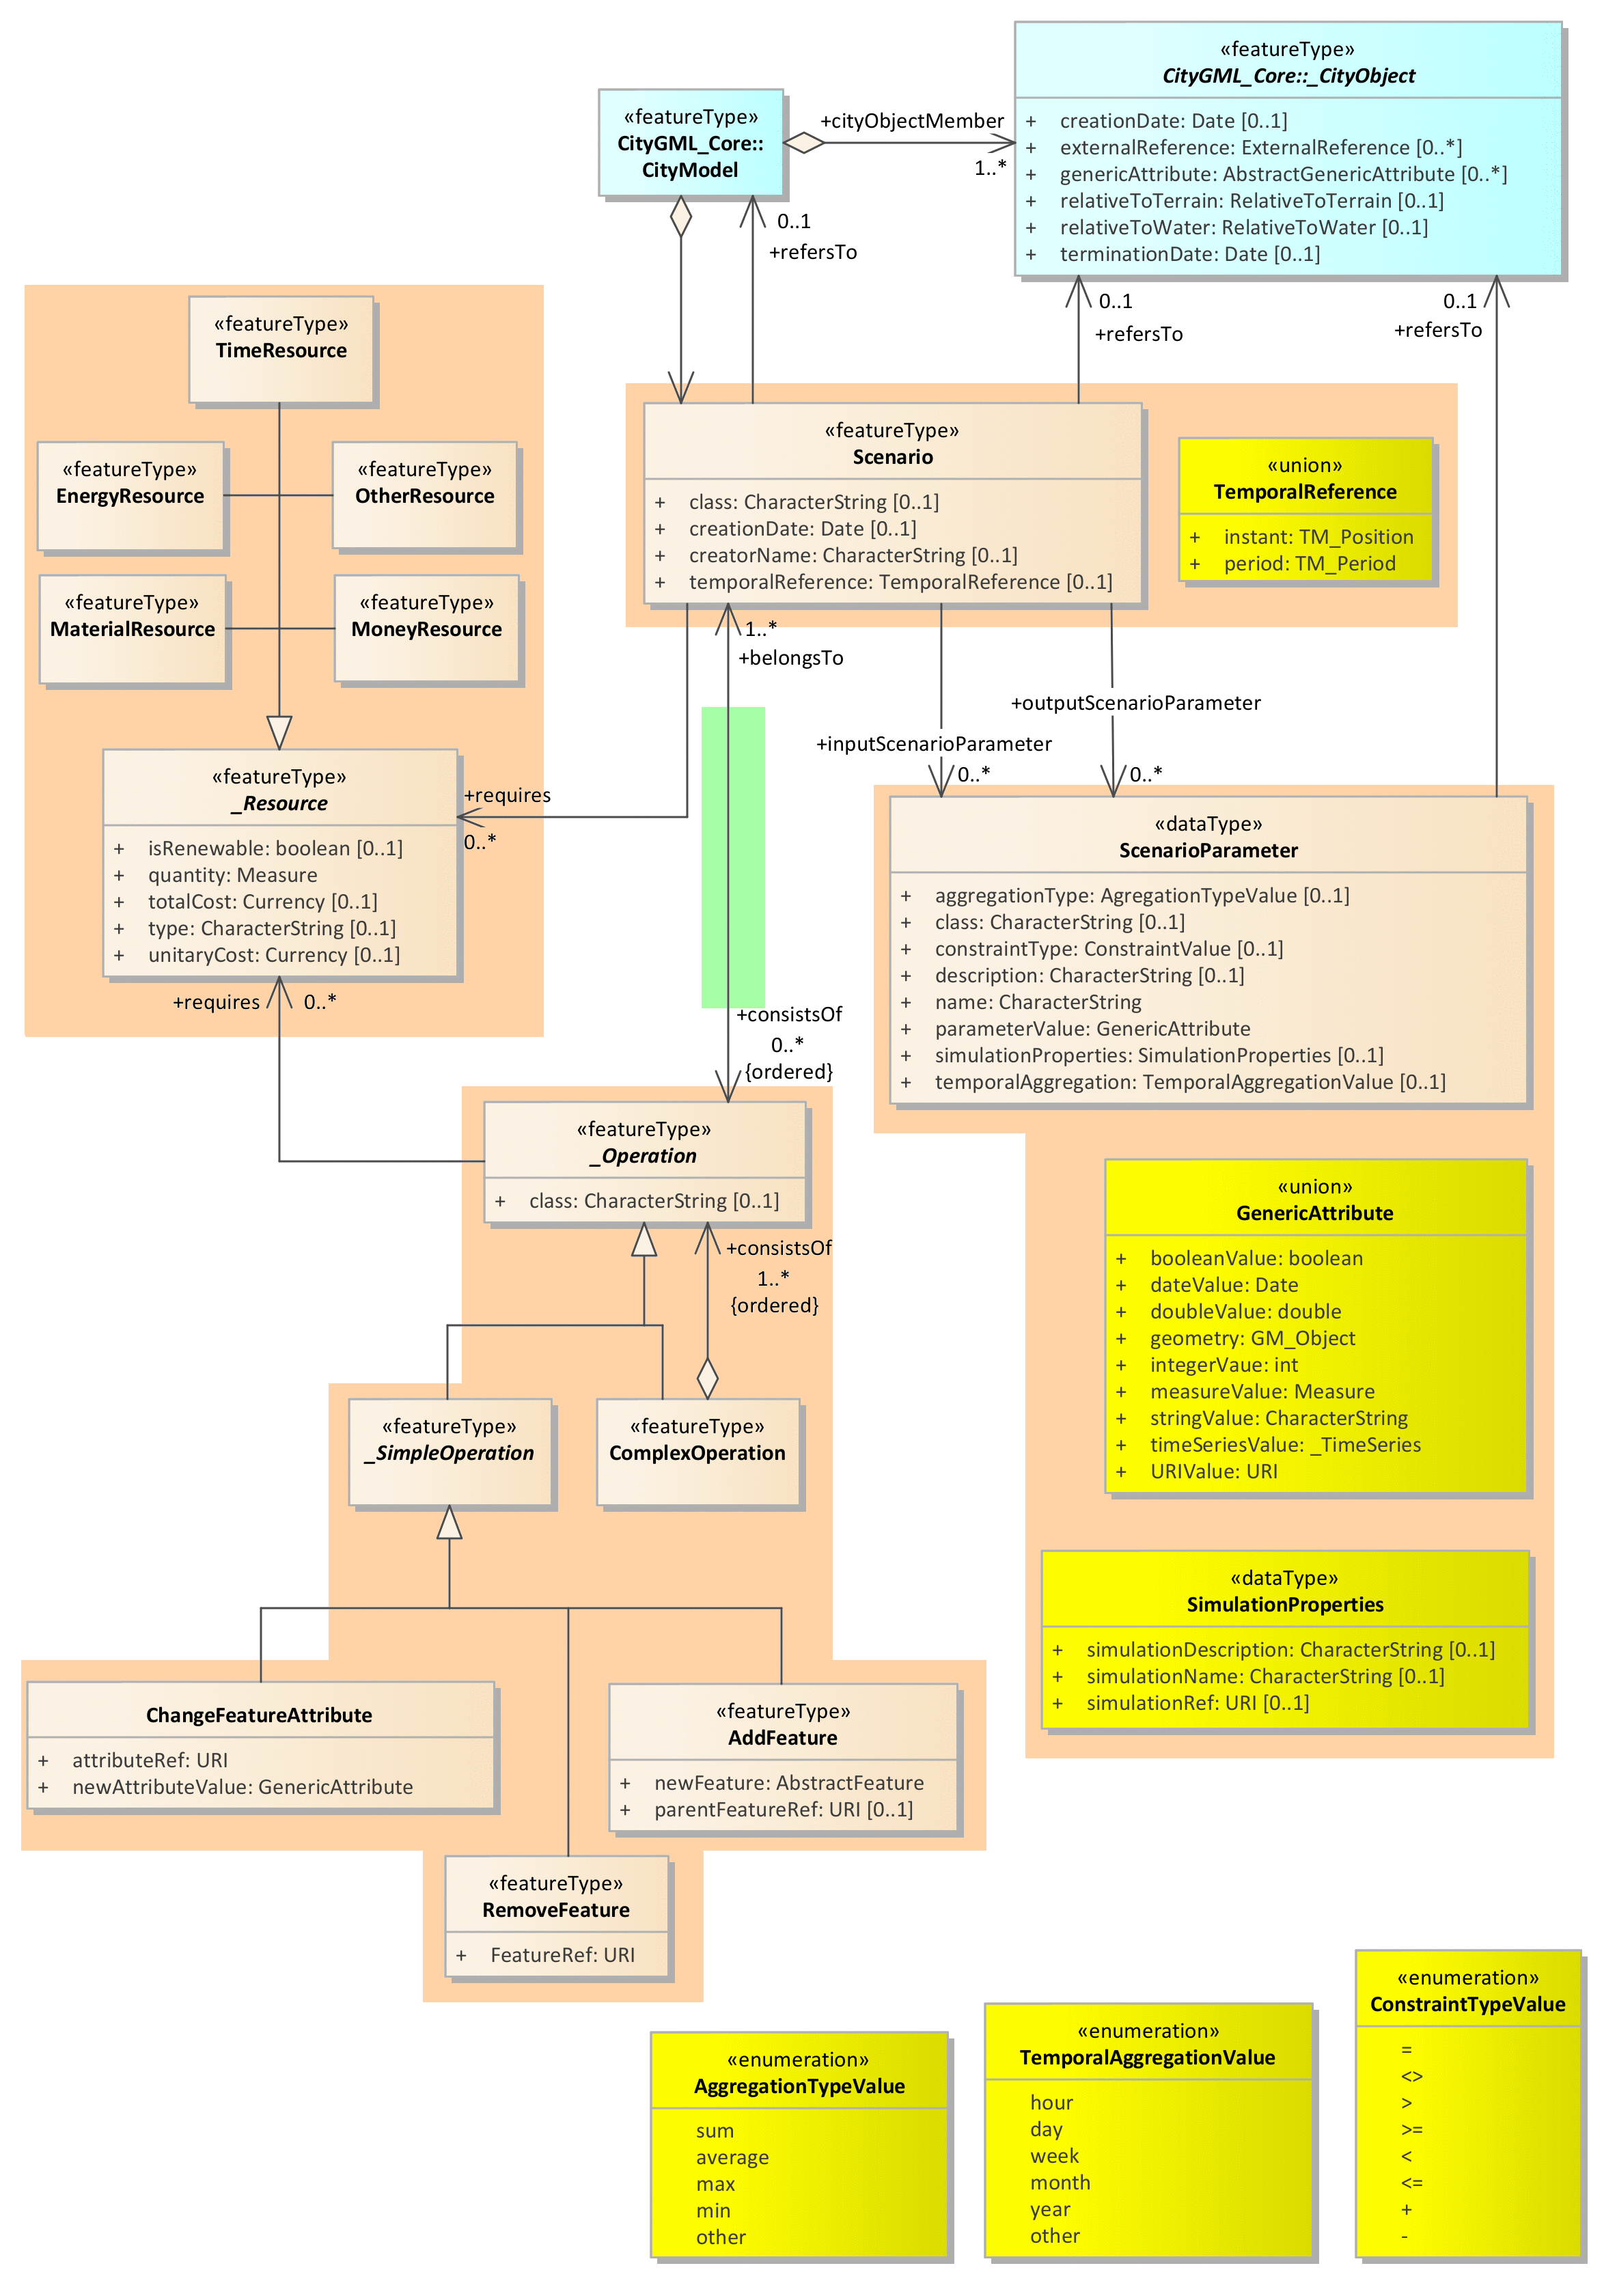 «featureType»
CityGML_Core::_CityObject
+ creationDate: Date [0..1]
+ externalReference: ExternalReference [0..*]
+ genericAttribute: AbstractGenericAttribute [0..*]
+ relativeToTerrain: RelativeToTerrain [0..1]
+ relativeToWater: RelativeToWater [0..1]
+ terminationDate: Date [0..1]
«featureType»
CityGML_Core::
CityModel
+cityObjectMember
1..*
0..1
+refersTo
0..1
+refersTo
0..1
+refersTo
«featureType»
TimeResource
«featureType»
EnergyResource
«featureType»
OtherResource
«featureType»
MaterialResource
«featureType»
MoneyResource
«featureType»
Scenario
+ class: CharacterString [0..1]
+ creationDate: Date [0..1]
+ creatorName: CharacterString [0..1]
+ temporalReference: TemporalReference [0..1]
«union»
TemporalReference
+ instant: TM_Position
+ period: TM_Period
1..*
+belongsTo
+outputScenarioParameter
0..*
+inputScenarioParameter
0..*
«featureType»
_Resource
+ isRenewable: boolean [0..1]
+ quantity: Measure
+ totalCost: Currency [0..1]
+ type: CharacterString [0..1]
+ unitaryCost: Currency [0..1]
+requires
0..*
+requires 0..*
«dataType»
ScenarioParameter
+ aggregationType: AgregationTypeValue [0..1]
+ class: CharacterString [0..1]
+ constraintType: ConstraintValue [0..1]
+ description: CharacterString [0..1]
+ name: CharacterString
+ parameterValue: GenericAttribute
+ simulationProperties: SimulationProperties [0..1]
+ temporalAggregation: TemporalAggregationValue [0..1]
+consistsOf
0..*
{ordered}
«featureType»
_Operation
+ class: CharacterString [0..1]
+consistsOf
1..*
{ordered}
«union»
GenericAttribute
+ booleanValue: boolean
+ dateValue: Date
+ doubleValue: double
+ geometry: GM_Object
+ integerVaue: int
+ measureValue: Measure
+ stringValue: CharacterString
+ timeSeriesValue: _TimeSeries
+ URIValue: URI
«featureType»
_SimpleOperation
«featureType»
ComplexOperation
«dataType»
SimulationProperties
+ simulationDescription: CharacterString [0..1]
+ simulationName: CharacterString [0..1]
+ simulationRef: URI [0..1]
ChangeFeatureAttribute
+ attributeRef: URI
+ newAttributeValue: GenericAttribute
«featureType»
AddFeature
+ newFeature: AbstractFeature
+ parentFeatureRef: URI [0..1]
«featureType»
RemoveFeature
+ FeatureRef: URI
«enumeration»
AggregationTypeValue
sum
average
max
min
other
«enumeration»
TemporalAggregationValue
hour
day
week
month
year
other
«enumeration»
ConstraintTypeValue
=
<>
>
>=
<
<=
+
-